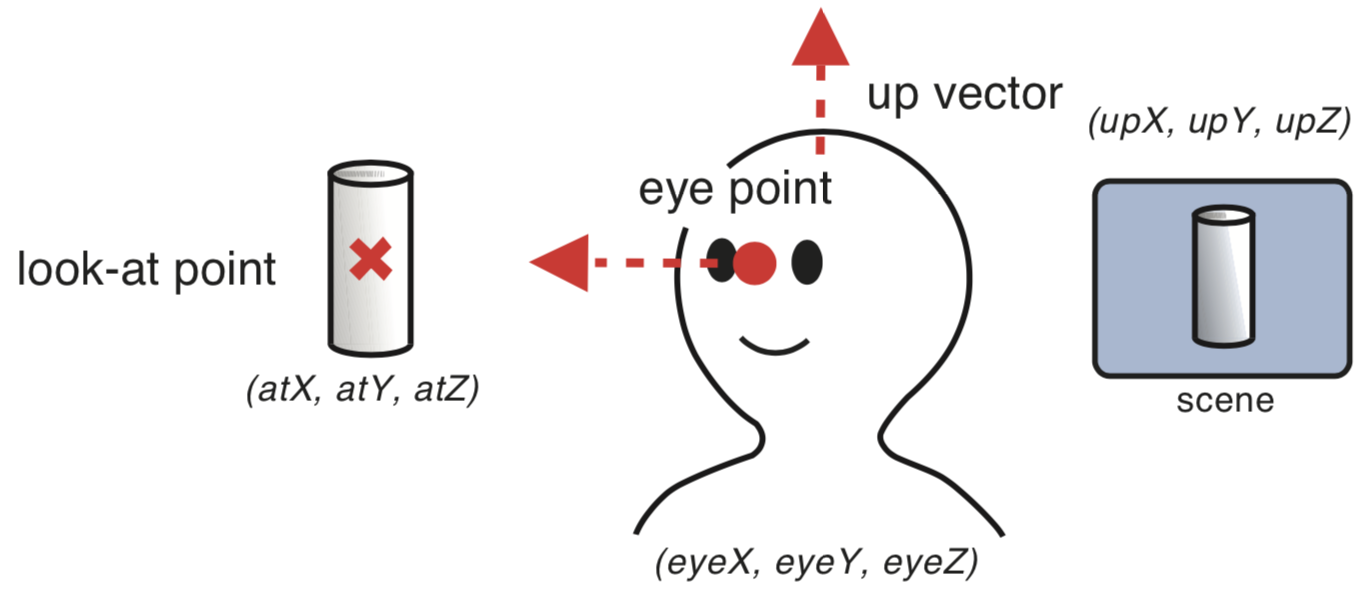 up vector
(upX, upY, upZ)
eye point
look-at point
(atX, atY, atZ)
scene
(eyeX, eyeY, eyeZ)